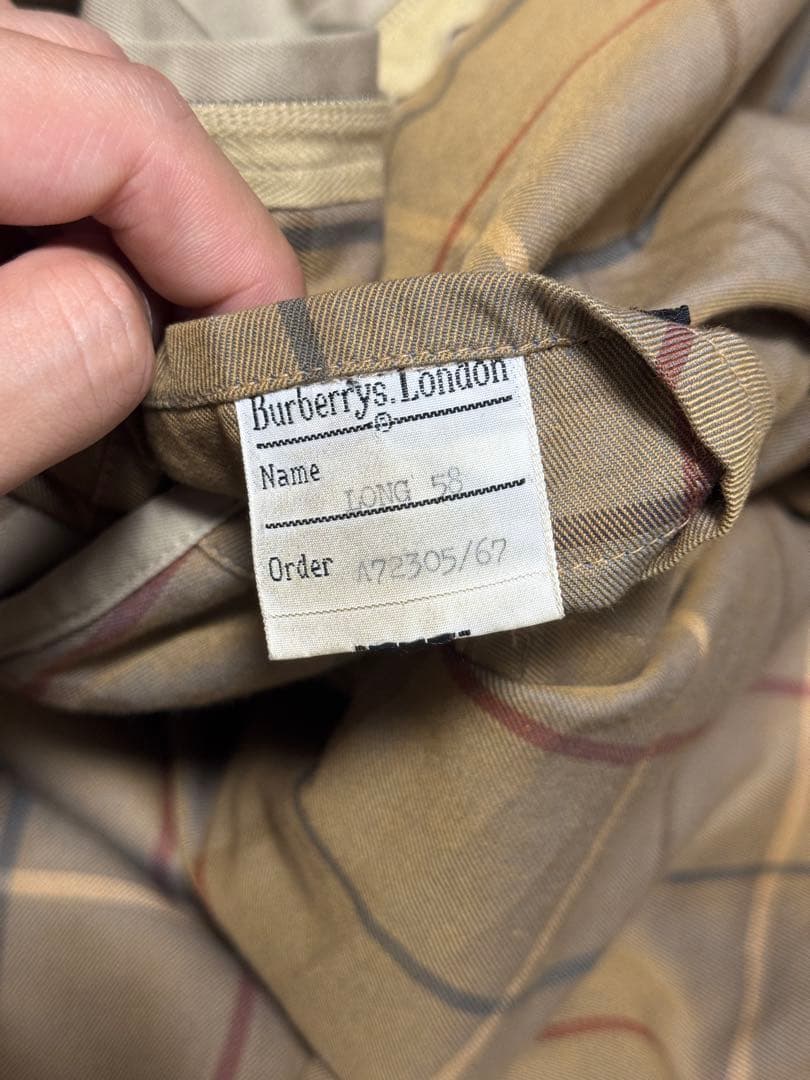 Burberrys. London
Name
LONG 58
Order A72305/67